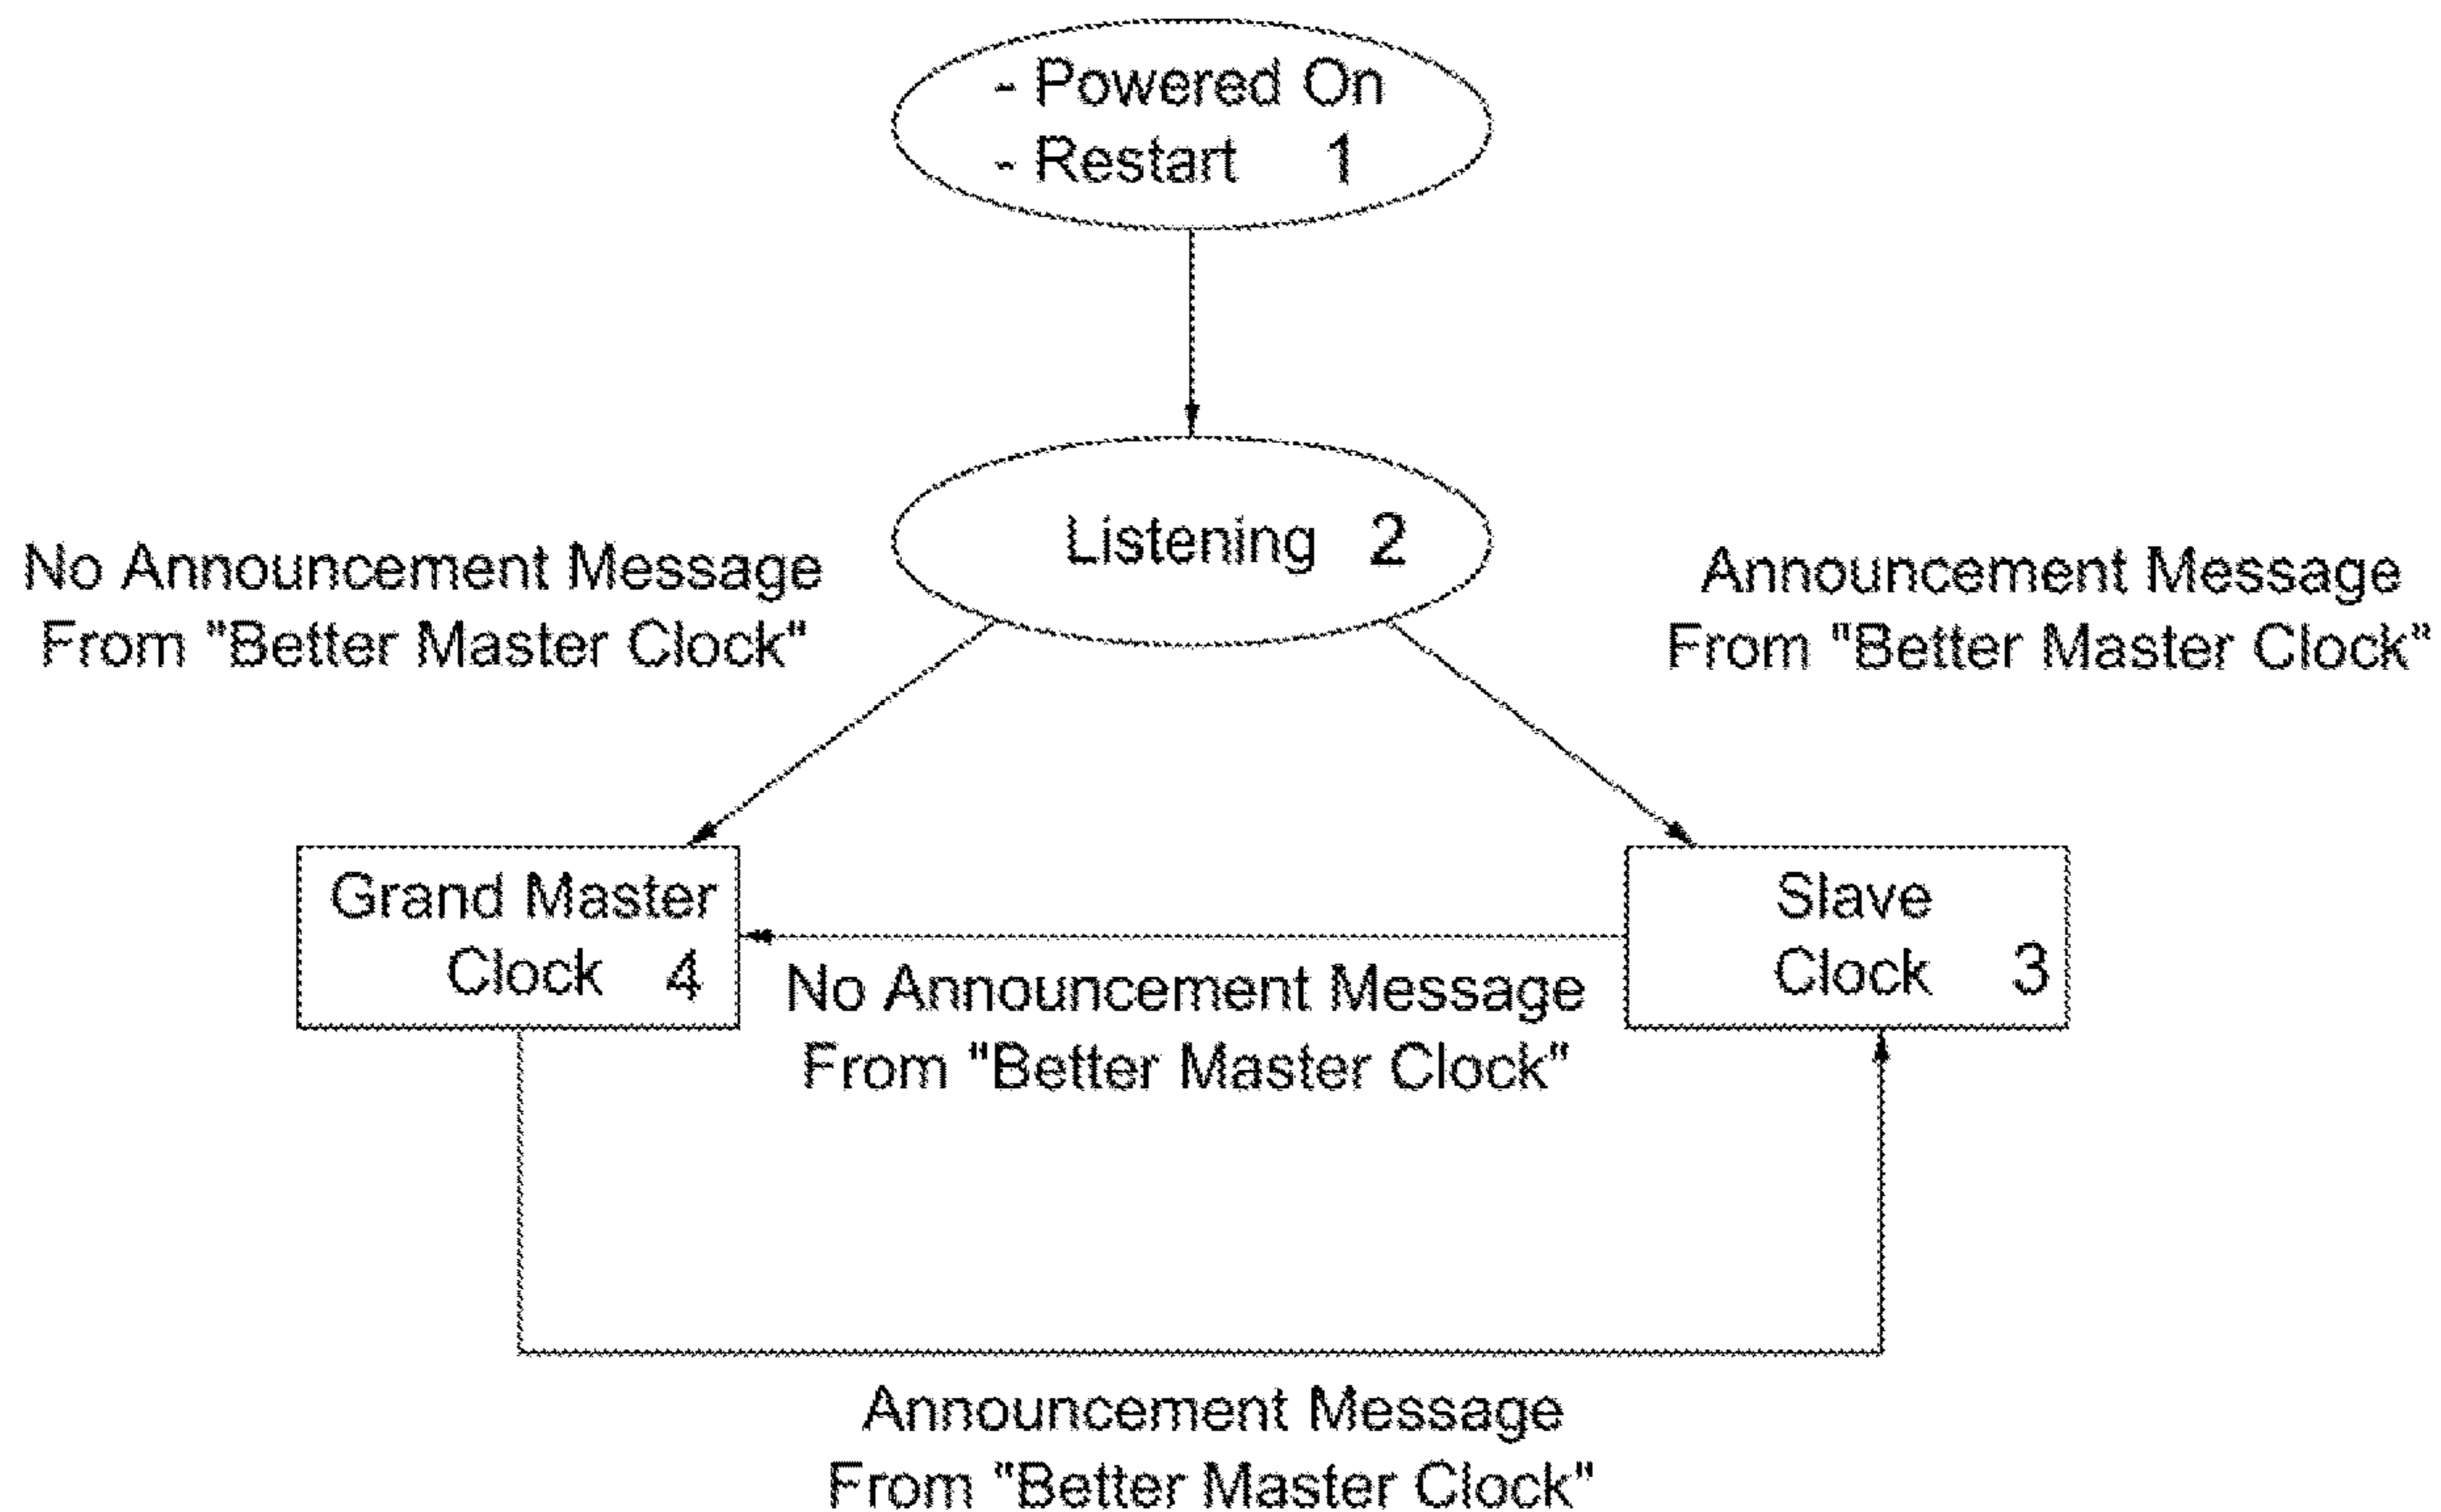 - Powered On
- Restart 1
Listening 2
No Announcement Message
From "Better Master Clock"
Announcement Message
From "Better Master Clock"
Grand Master
Clock 4
Slave
Clock 3
No Announcement Message
From "Better Master Clock"
Announcement Message
From "Better Master Clock"